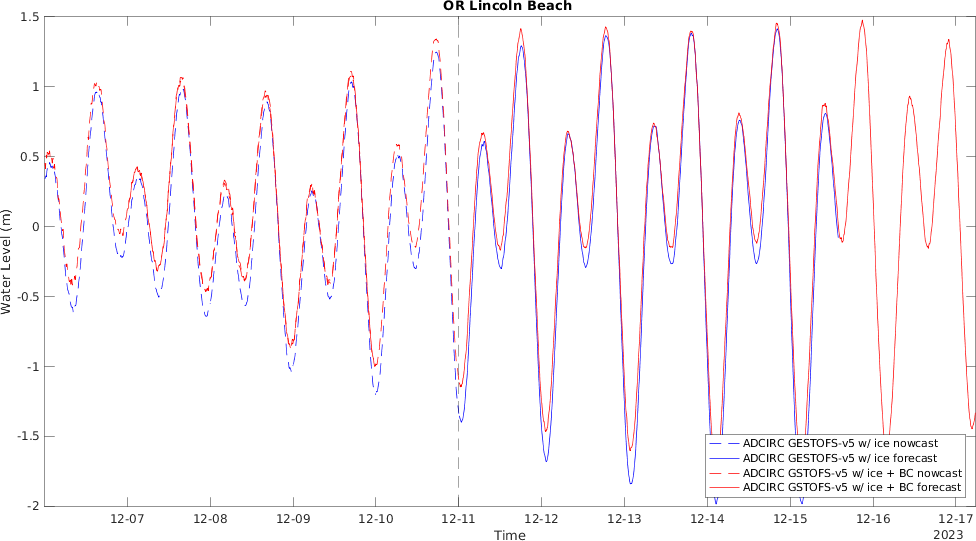 OR Lincoln Beach
1.5
1
0.5
0
-0.5
-1
-1.5
-2
Water Level (m)
12-07
12-08
12-09
12-10
12-11
12-12
12-13
12-14
12-15
12-16
12-17
2023
Time
ADCIRC GESTOFS-v5 w/ ice nowcast
ADCIRC GESTOFS-v5 w/ ice forecast
ADCIRC GSTOFS-v5 w/ ice + BC nowcast
ADCIRC GSTOFS-v5 w/ ice + BC forecast